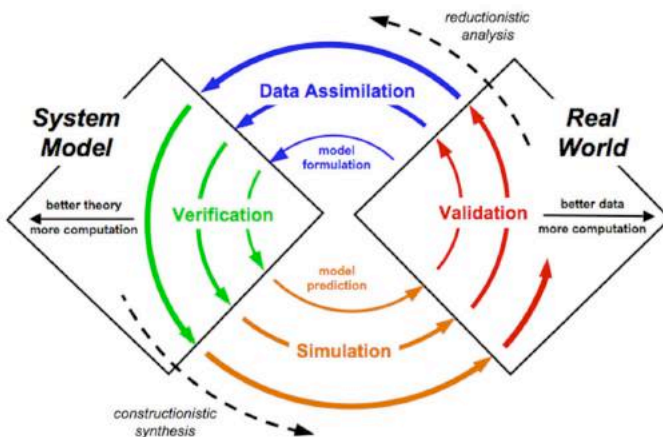 reductionistic
analysis
Data Assimilation
System
Model
Real
World
model
formulation
better theory
more computation
Verification
Validation
better data
more computation
model
prediction
Simulation
constructionistic
synthesis